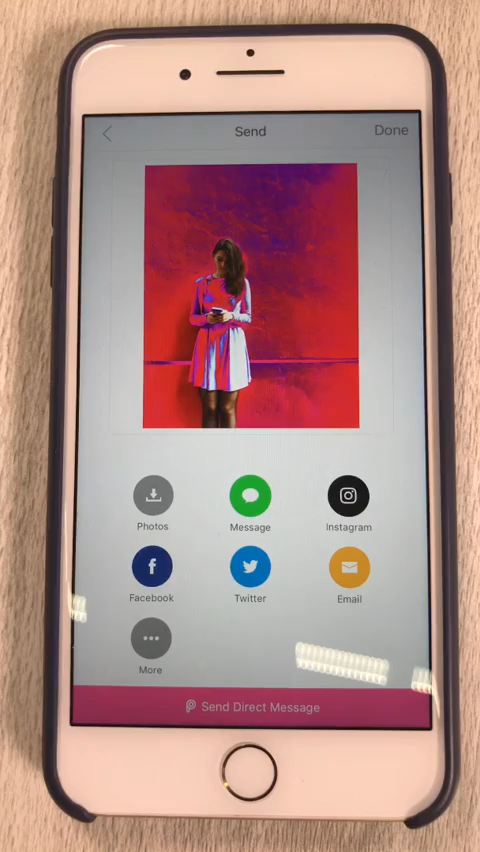 Send
Done
Photos
Message
Instagram
Facebook
Twitter
Email
More
Send Direct Message